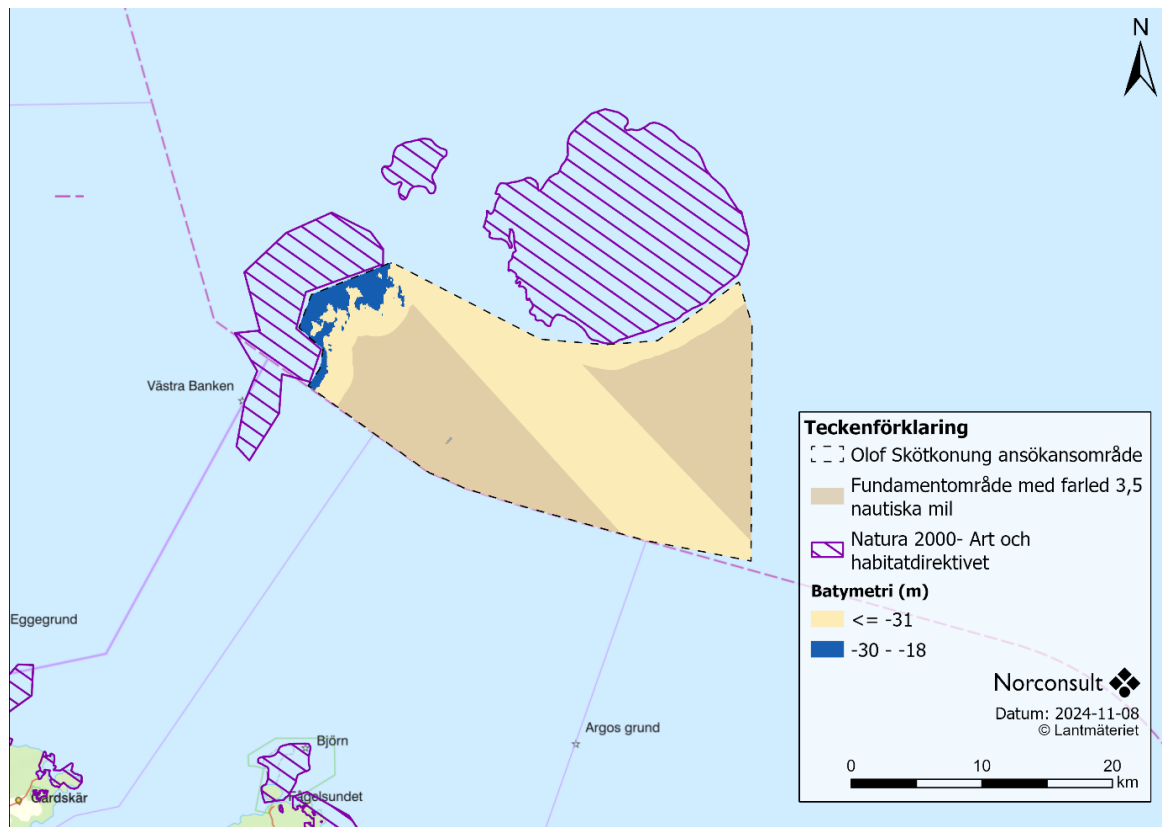 N
Västra Banken
Teckenförklaring
Olof Skötkonung ansökansområde
Fundamentområde med farled 3,5
nautiska mil
Natura 2000- Art och
habitatdirektivet
Batymetri (m)
<= -31
-30 - -18
Eggegrund
Norconsult
Datum: 2024-11-08
© Lantmäteriet
Argos grund
Björn
Fågelsundet
Gårdskär
0 10 20
km